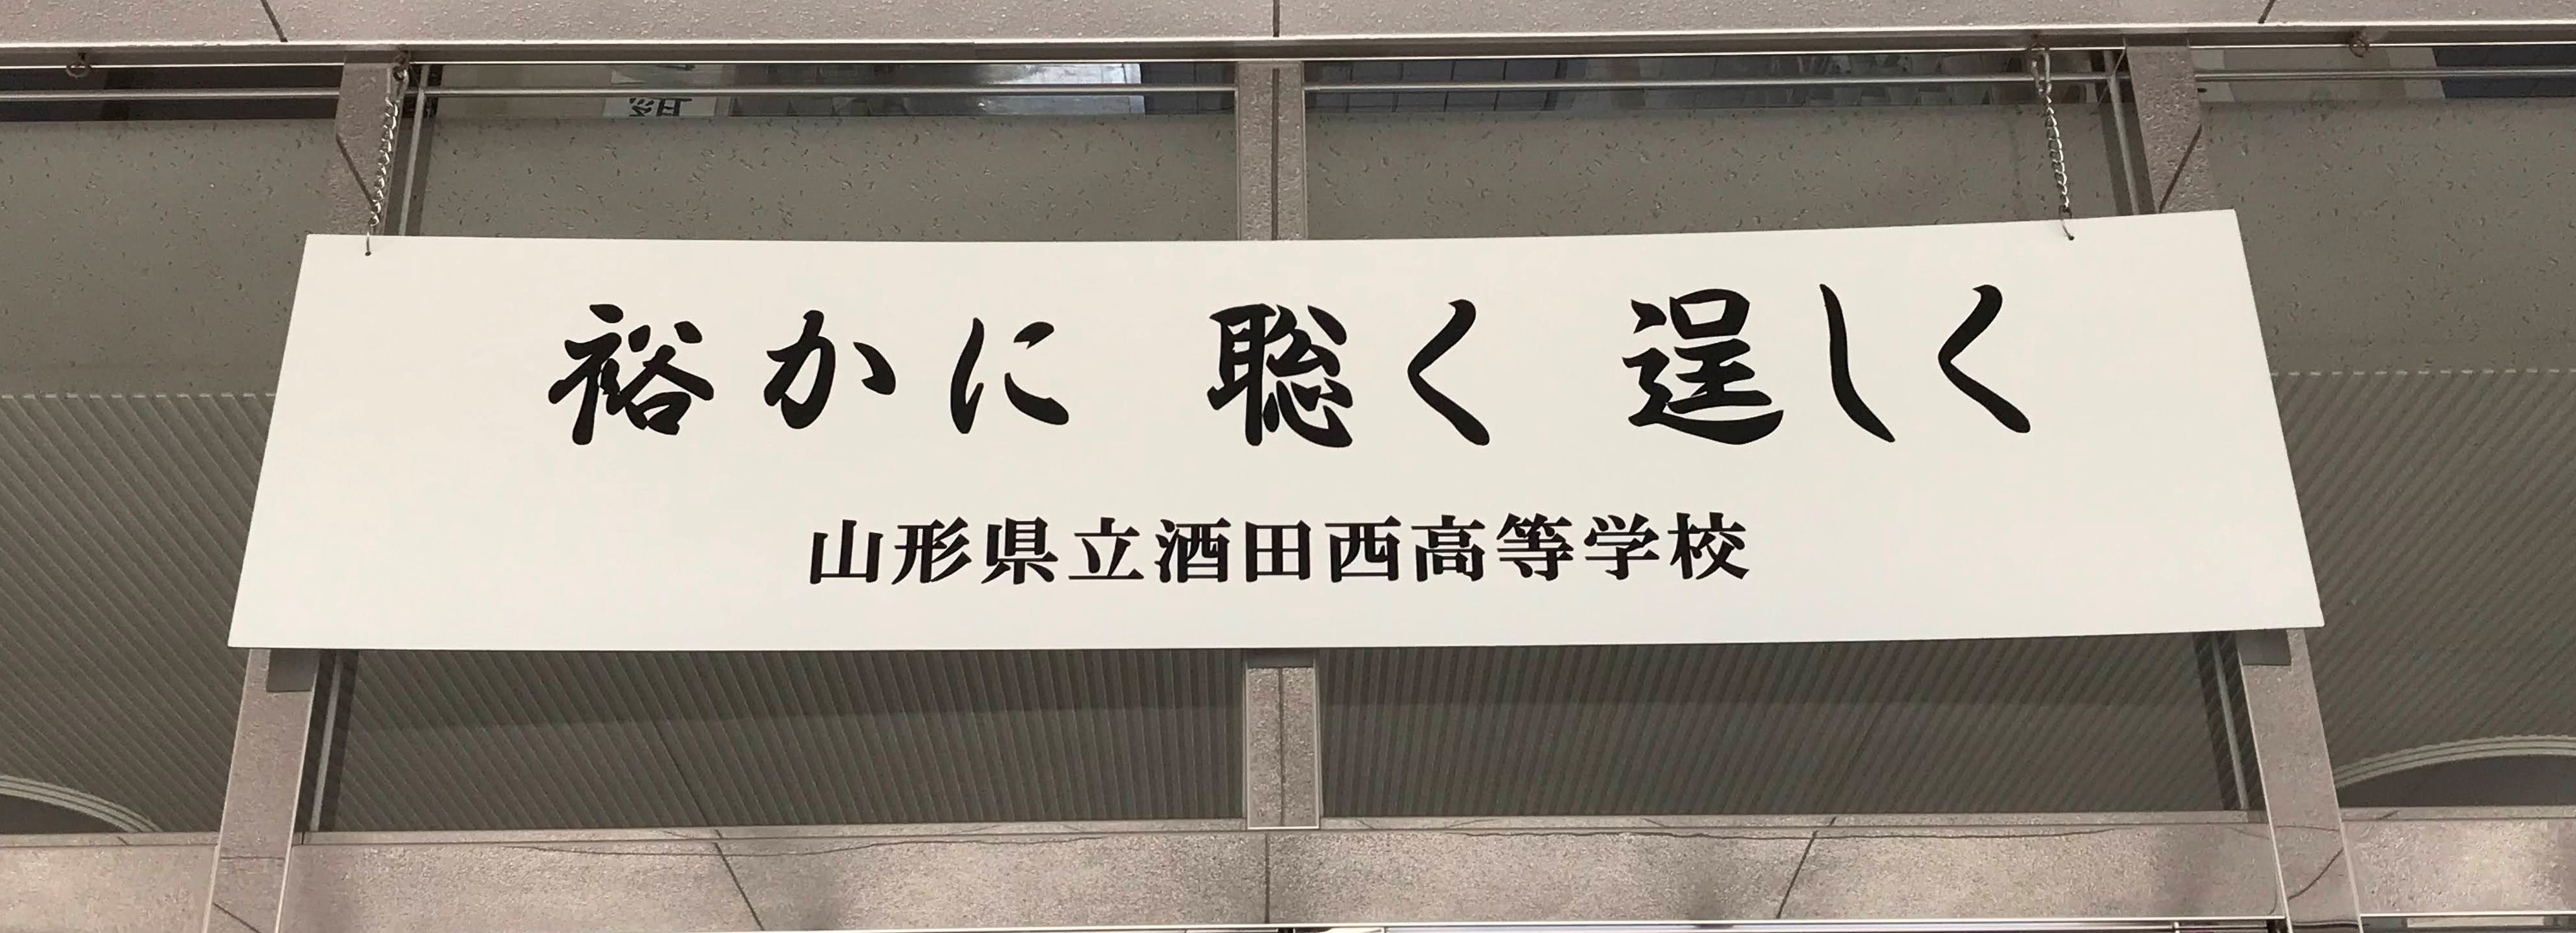 裕かに 聡く 逞しく
山形県立酒田西高等学校